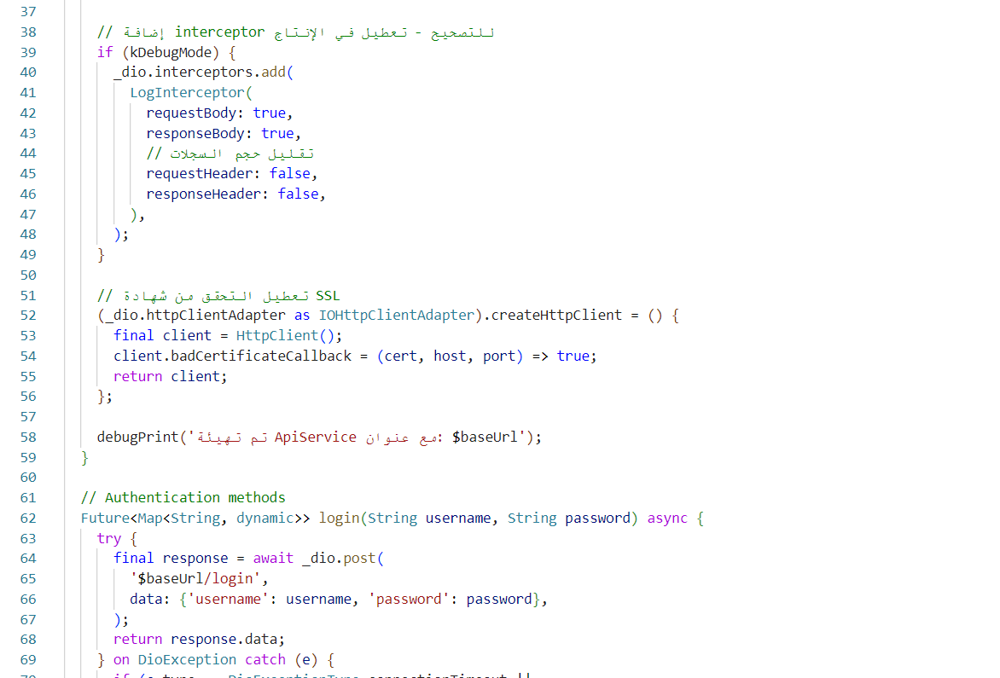 37
38 // إضافة interceptor للتصحيح - تعطيل في الإنتاج
39 if (kDebugMode) {
40 _dio.interceptors.add(
41 LogInterceptor(
42 requestBody: true,
43 responseBody: true,
44 // تقليل حجم السجلات
45 requestHeader: false,
46 responseHeader: false,
47 ),
48 );
49 }
50
51 // تعطيل التحقق من شهادة SSL
52 (_dio.httpClientAdapter as IOHttpClientAdapter).createHttpClient = () {
53 final client = HttpClient();
54 client.badCertificateCallback = (cert, host, port) => true;
55 return client;
56 };
57
58 debugPrint('تم تهيئة ApiService مع عنوان: $baseUrl');
59 }
60
61 // Authentication methods
62 Future<Map<String, dynamic>> login(String username, String password) async {
63 try {
64 final response = await _dio.post(
65 '$baseUrl/login',
66 data: {'username': username, 'password': password},
67 );
68 return response.data;
69 } on DioException catch (e) {